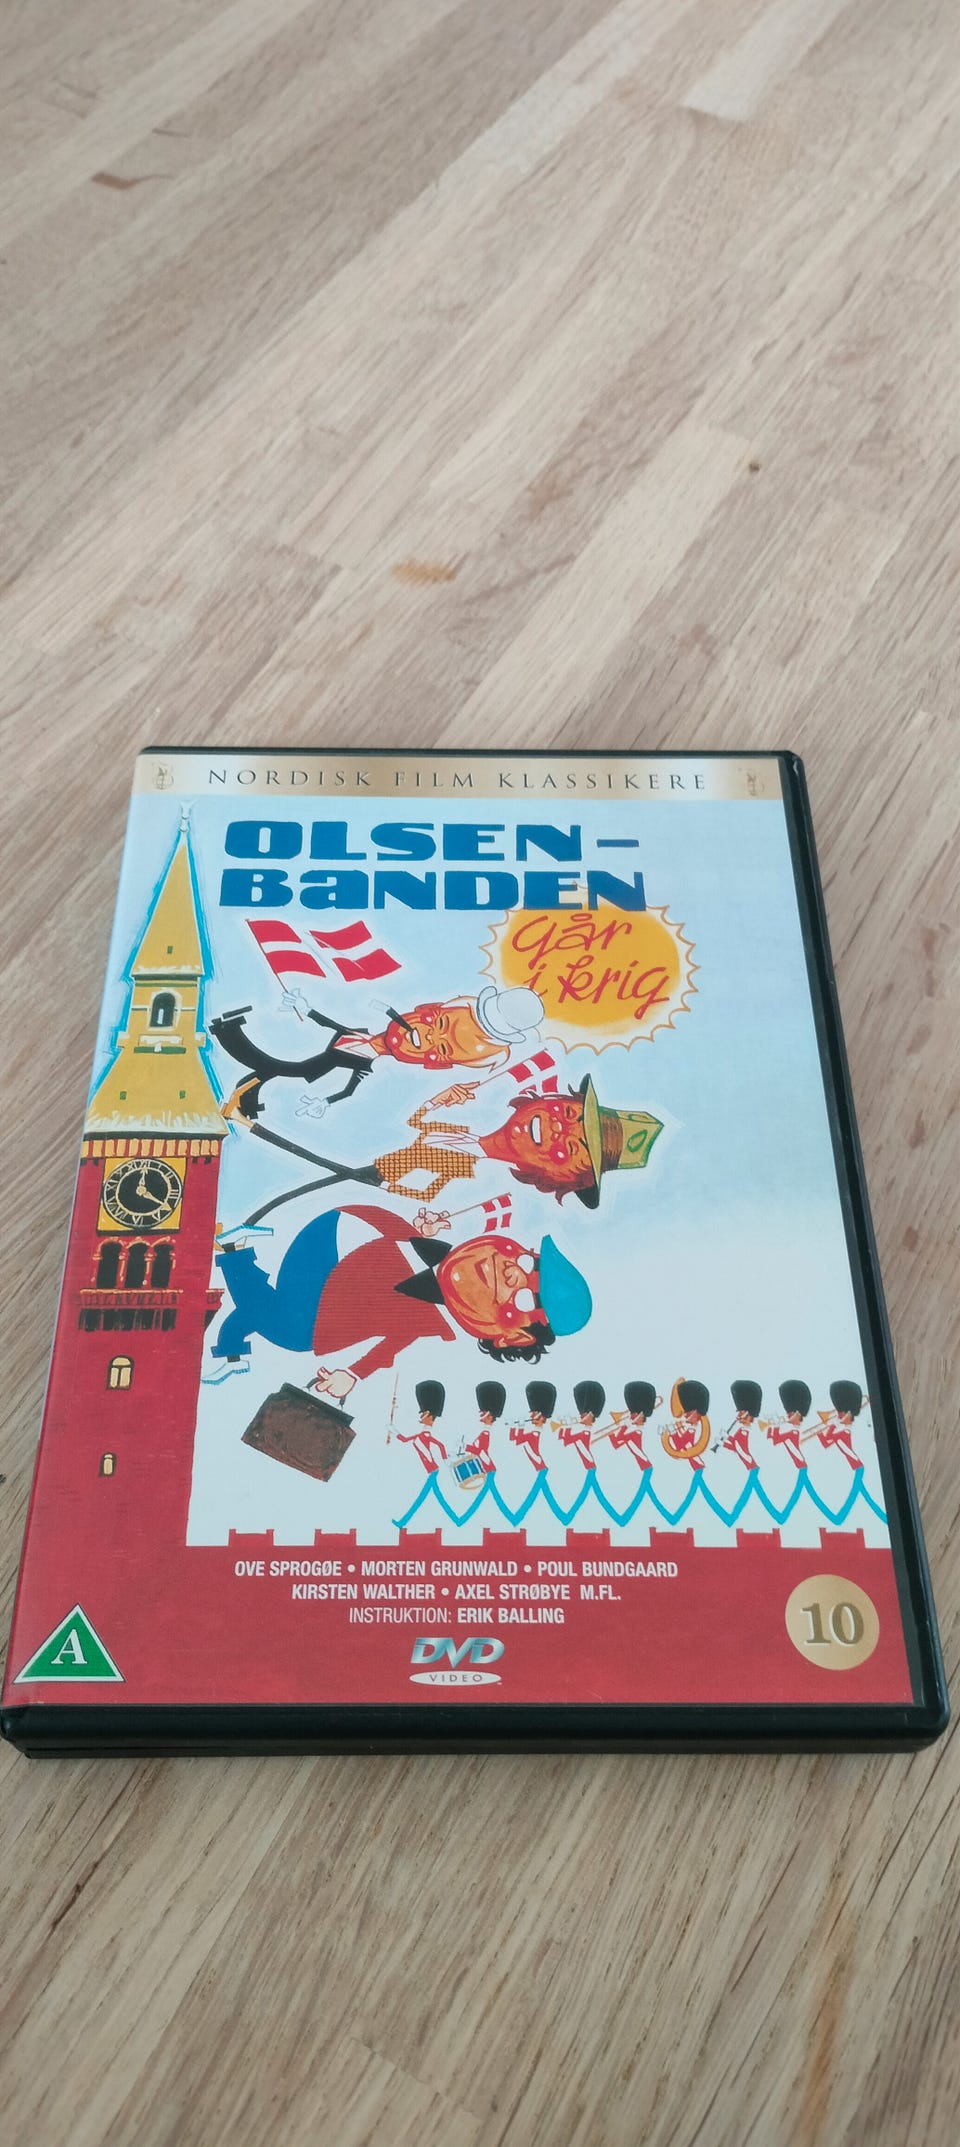 NORDISK FILM KLASSIKERE
OLSEN-
BANDEN
går
i krig
OVE SPROGØE • MORTEN GRUNWALD • POUL BUNDGAARD
KIRSTEN WALTHER • AXEL STRØBYE M.FL.
INSTRUKTION: ERIK BALLING
DVD
VIDEO
A
10